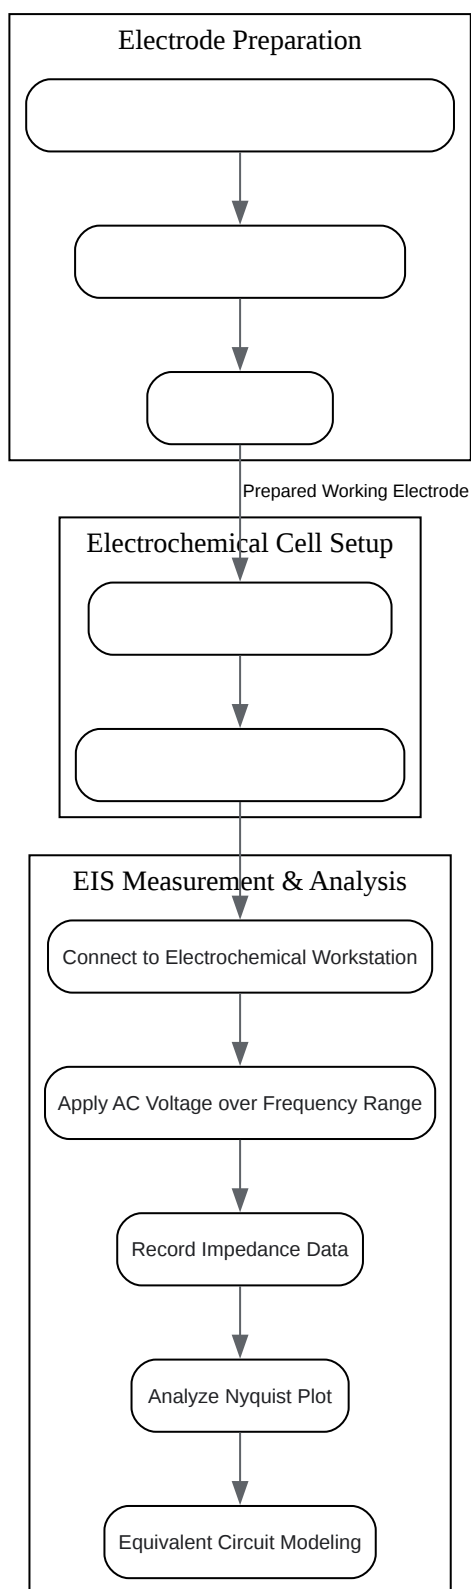 Electrode Preparation
Prepared Working Electrode
Electrochemical Cell Setup
EIS Measurement & Analysis
Connect to Electrochemical Workstation
Apply AC Voltage over Frequency Range
Record Impedance Data
Analyze Nyquist Plot
Equivalent Circuit Modeling